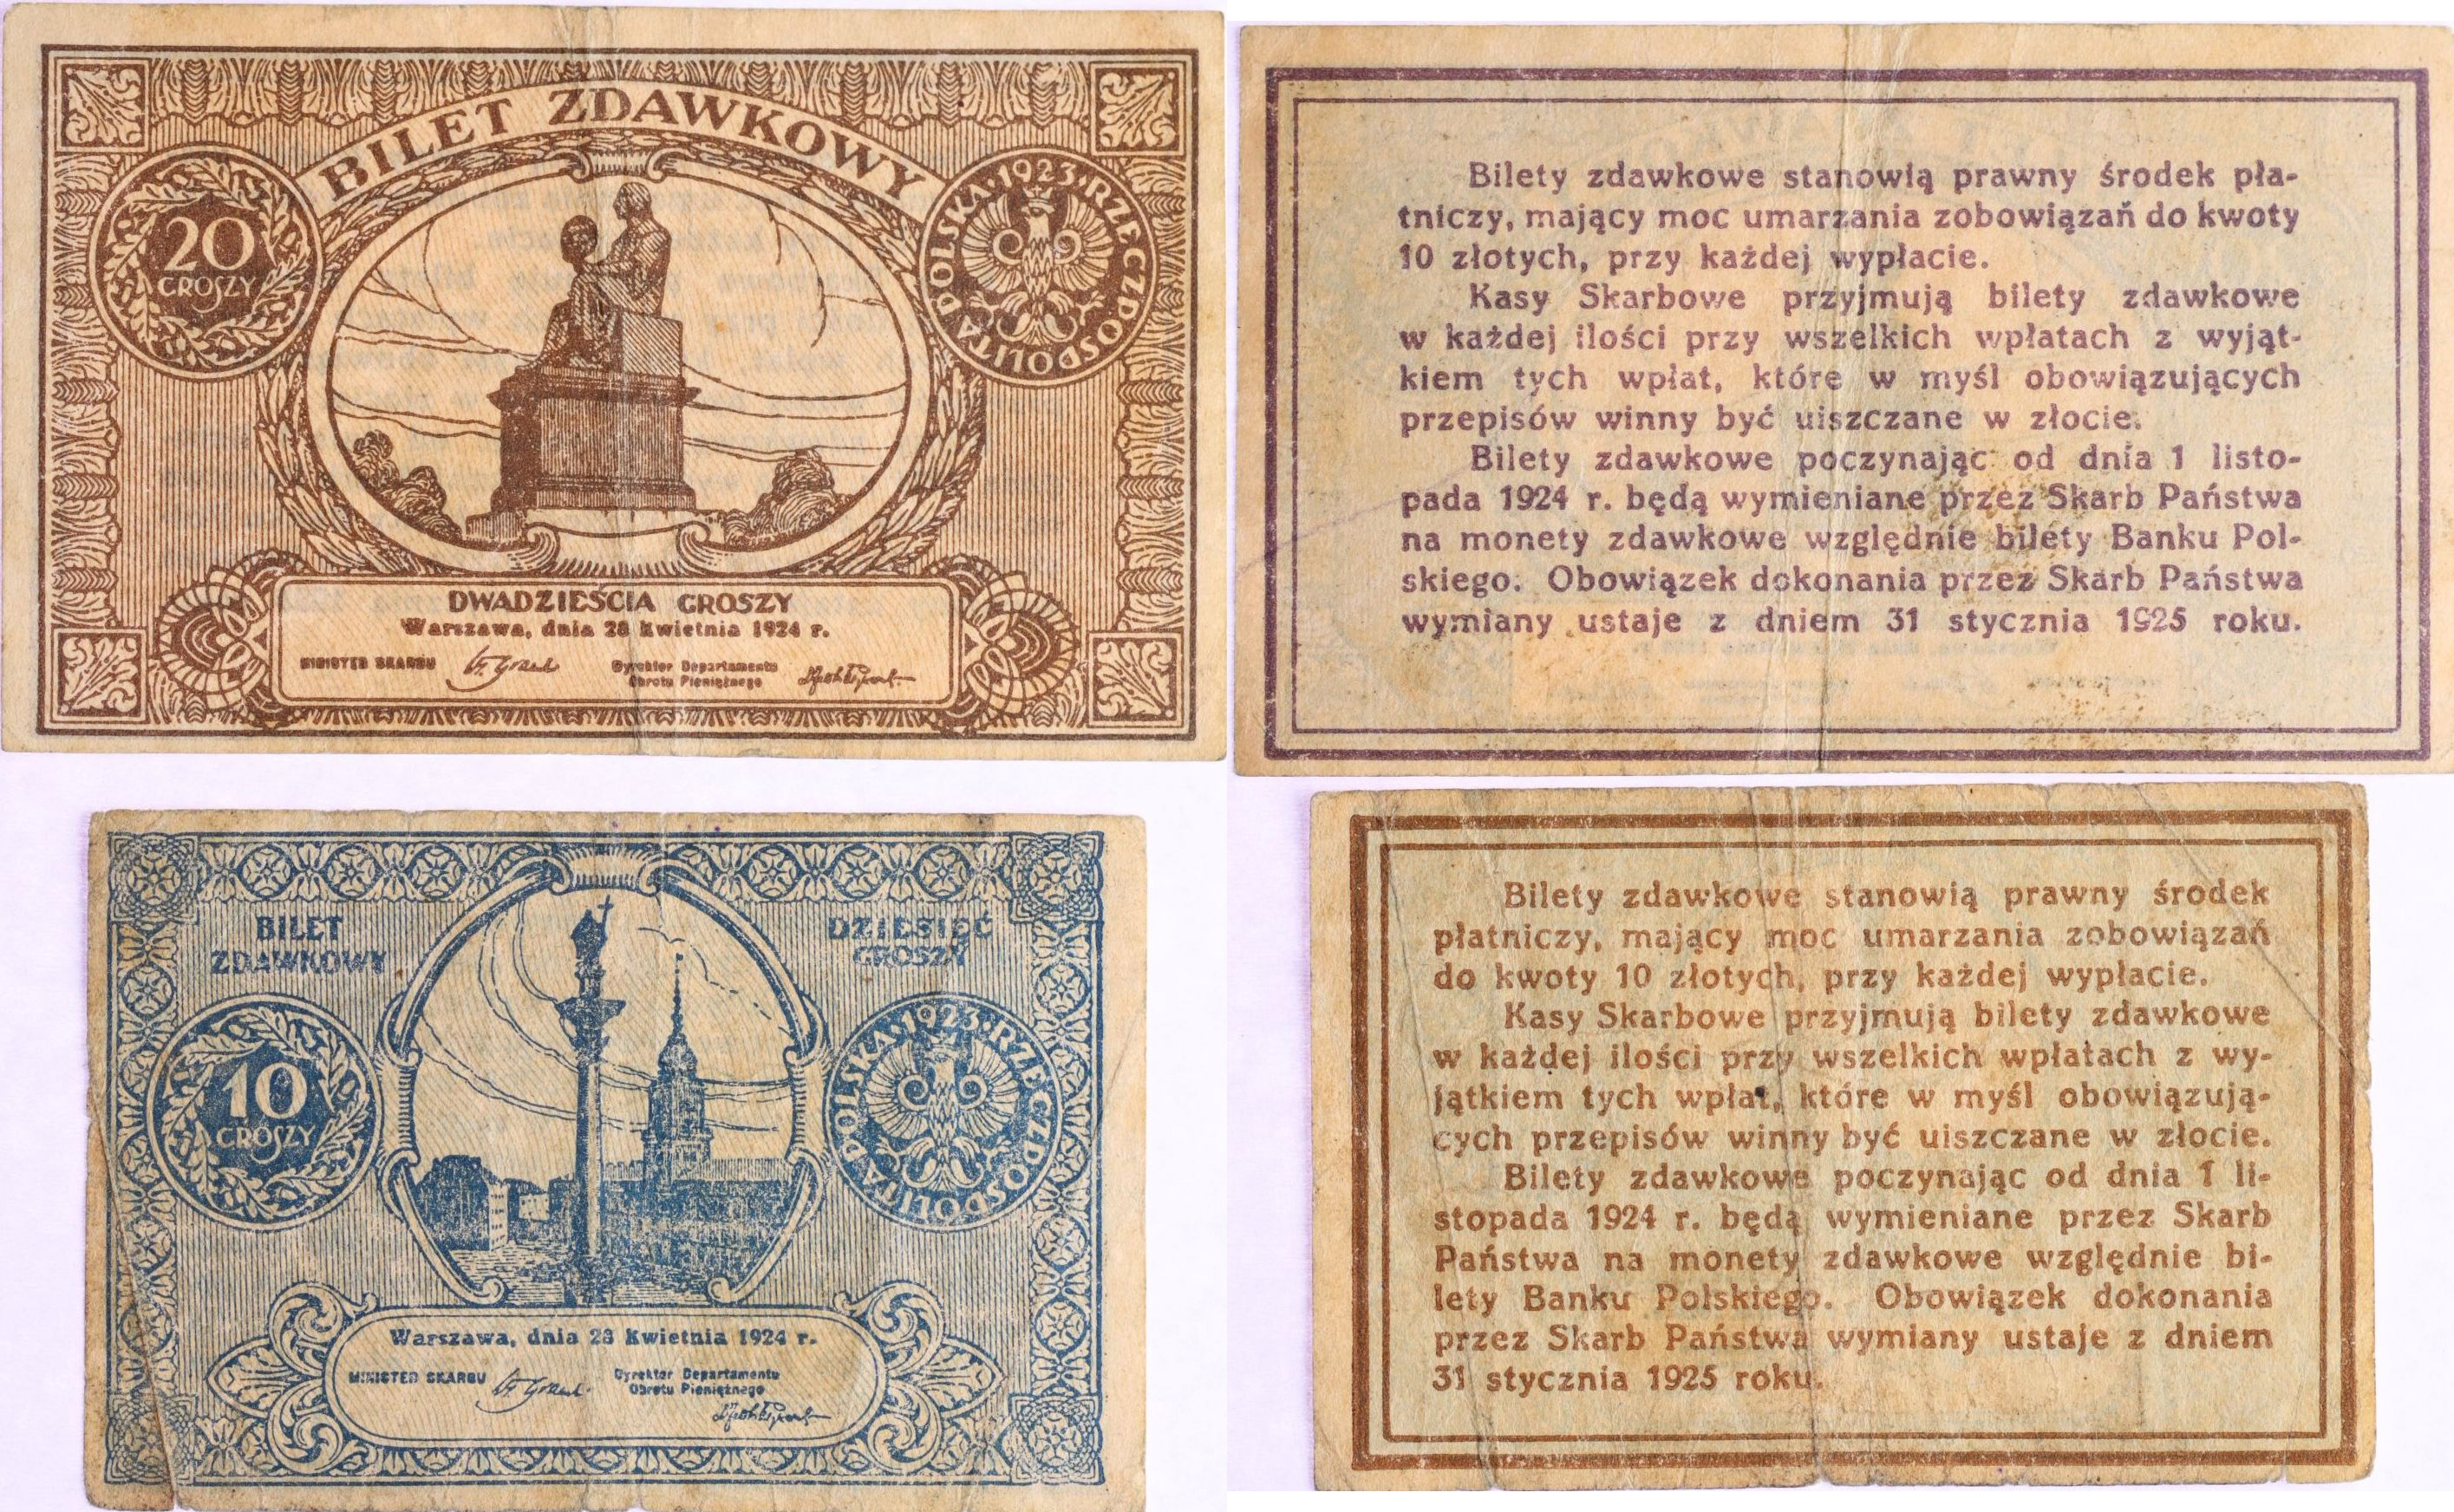 BILET ZDAWKOWY
20
GROSZY
POLSKA·1923·RZECZPOSPOLITA
DWADZIEŚCIA GROSZY
Warszawa, dnia 28 Kwietnia 1924 r.
MINISTER SKARBU
Dyrektor Departamentu
Obrotu Pieniężnego
Bilety zdawkowe stanowią prawny środek pła-
tniczy, mający moc umarzania zobowiązań do kwoty
10 złotych, przy każdej wypłacie.
Kasy Skarbowe przyjmują bilety zdawkowe
w każdej ilości przy wszelkich wpłatach z wyjąt-
kiem tych wpłat, które w myśl obowiązujących
przepisów winny być uiszczane w złocie.
Bilety zdawkowe poczynając od dnia 1 listo-
pada 1924 r. będą wymieniane przez Skarb Państwa
na monety zdawkowe względnie bilety Banku Pol-
skiego. Obowiązek dokonania przez Skarb Państwa
wymiany ustaje z dniem 31 stycznia 1925 roku.
BILET
ZDAWKOWY
DZIESIĘĆ
GROSZY
10
GROSZY
POLSKA·1923·RZECZPOSPOLITA
Warszawa, dnia 28 Kwietnia 1924 r.
MINISTER SKARBU
Dyrektor Departamentu
Obrotu Pieniężnego
Bilety zdawkowe stanowią prawny środek
płatniczy, mający moc umarzania zobowiązań
do kwoty 10 złotych, przy każdej wypłacie.
Kasy Skarbowe przyjmują bilety zdawkowe
w każdej ilości przy wszelkich wpłatach z wy-
jątkiem tych wpłat, które w myśl obowiązują-
cych przepisów winny być uiszczane w złocie.
Bilety zdawkowe poczynając od dnia 1 li-
stopada 1924 r. będą wymieniane przez Skarb
Państwa na monety zdawkowe względnie bi-
lety Banku Polskiego. Obowiązek dokonania
przez Skarb Państwa wymiany ustaje z dniem
31 stycznia 1925 roku.